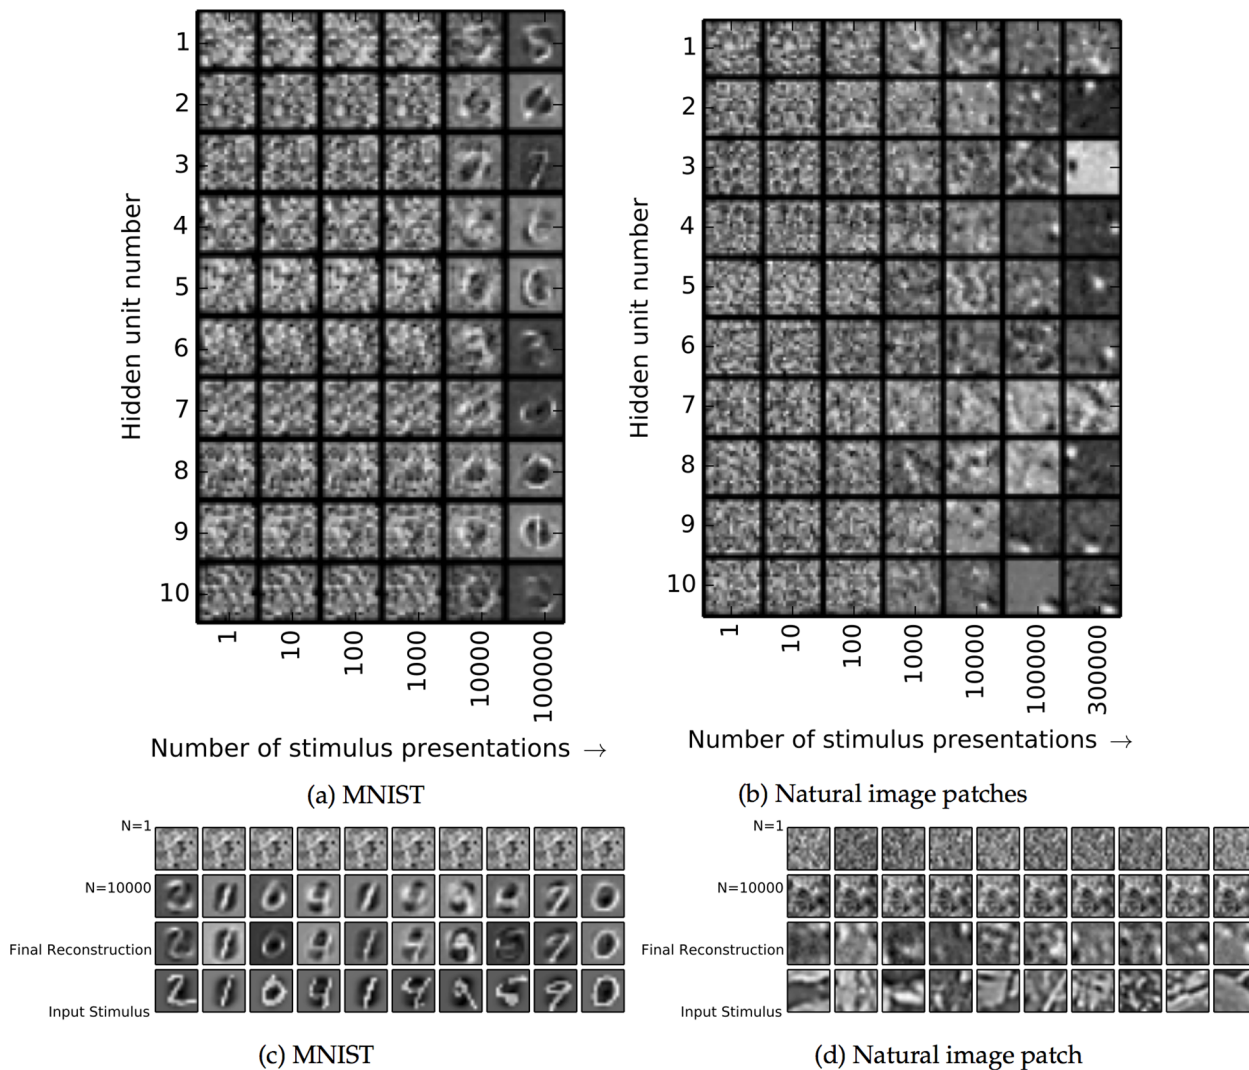 Hidden unit number
1
2
3
4
5
6
7
8
9
10
1 10 100 1000 10000 100000
Number of stimulus presentations →
(a) MNIST
Hidden unit number
1
2
3
4
5
6
7
8
9
10
1 10 100 1000 10000 100000 300000
Number of stimulus presentations →
(b) Natural image patches
N=1
N=10000
Final Reconstruction
Input Stimulus
(c) MNIST
N=1
N=10000
Final Reconstruction
Input Stimulus
(d) Natural image patch